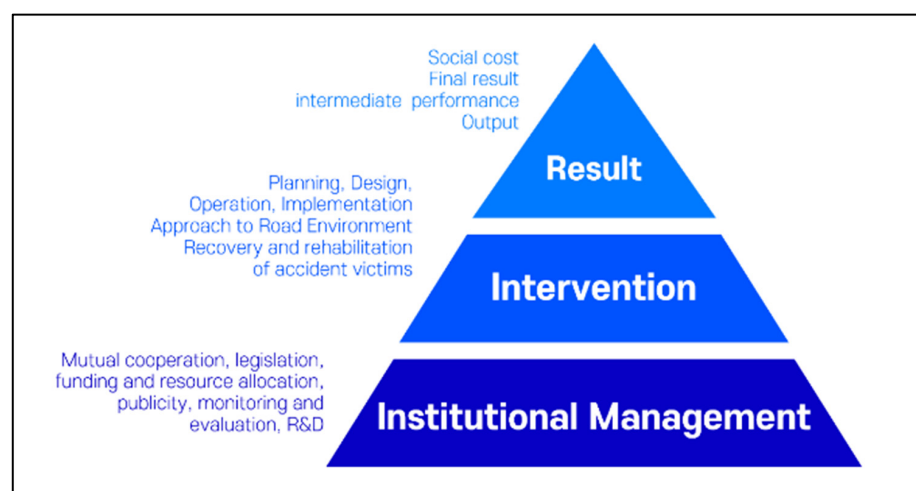 Social cost
Final result
intermediate performance
Output
Result
Planning, Design,
Operation, Implementation
Approach to Road Environment
Recovery and rehabilitation
of accident victims
Intervention
Mutual cooperation, legislation,
funding and resource allocation,
publicity, monitoring and
evaluation, R&D
Institutional Management